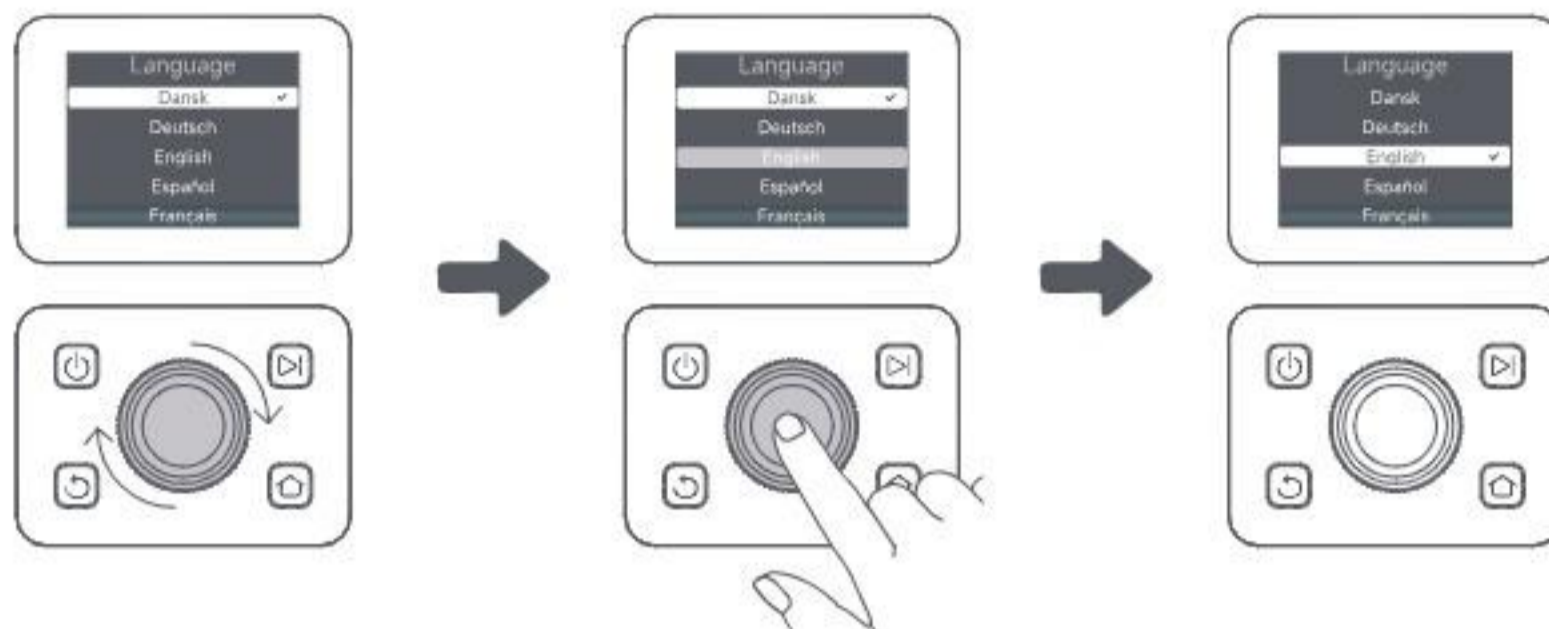 Language
Dansk
Deutsch
English
Español
Français
Language
Dansk
Deutsch
English
Español
Français
Language
Dansk
Deutsch
English
Español
Français